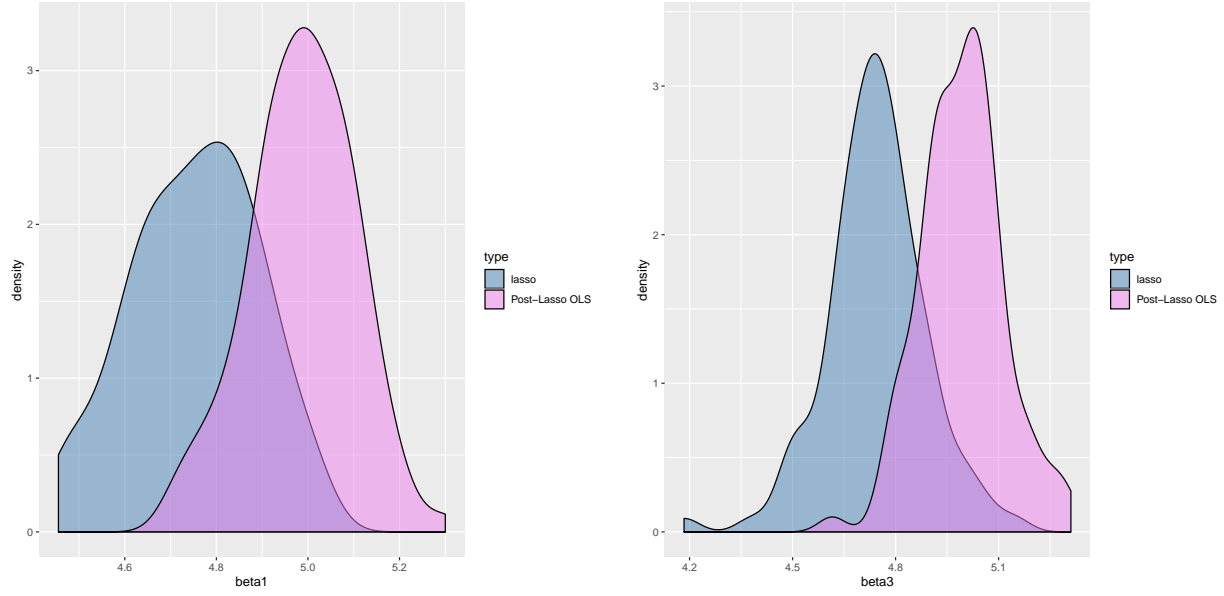 3
2
1
0
density
4.6
4.8
5.0
5.2
beta1
type
lasso
Post−Lasso OLS
3
2
1
0
density
4.2
4.5
4.8
5.1
beta3
type
lasso
Post−Lasso OLS